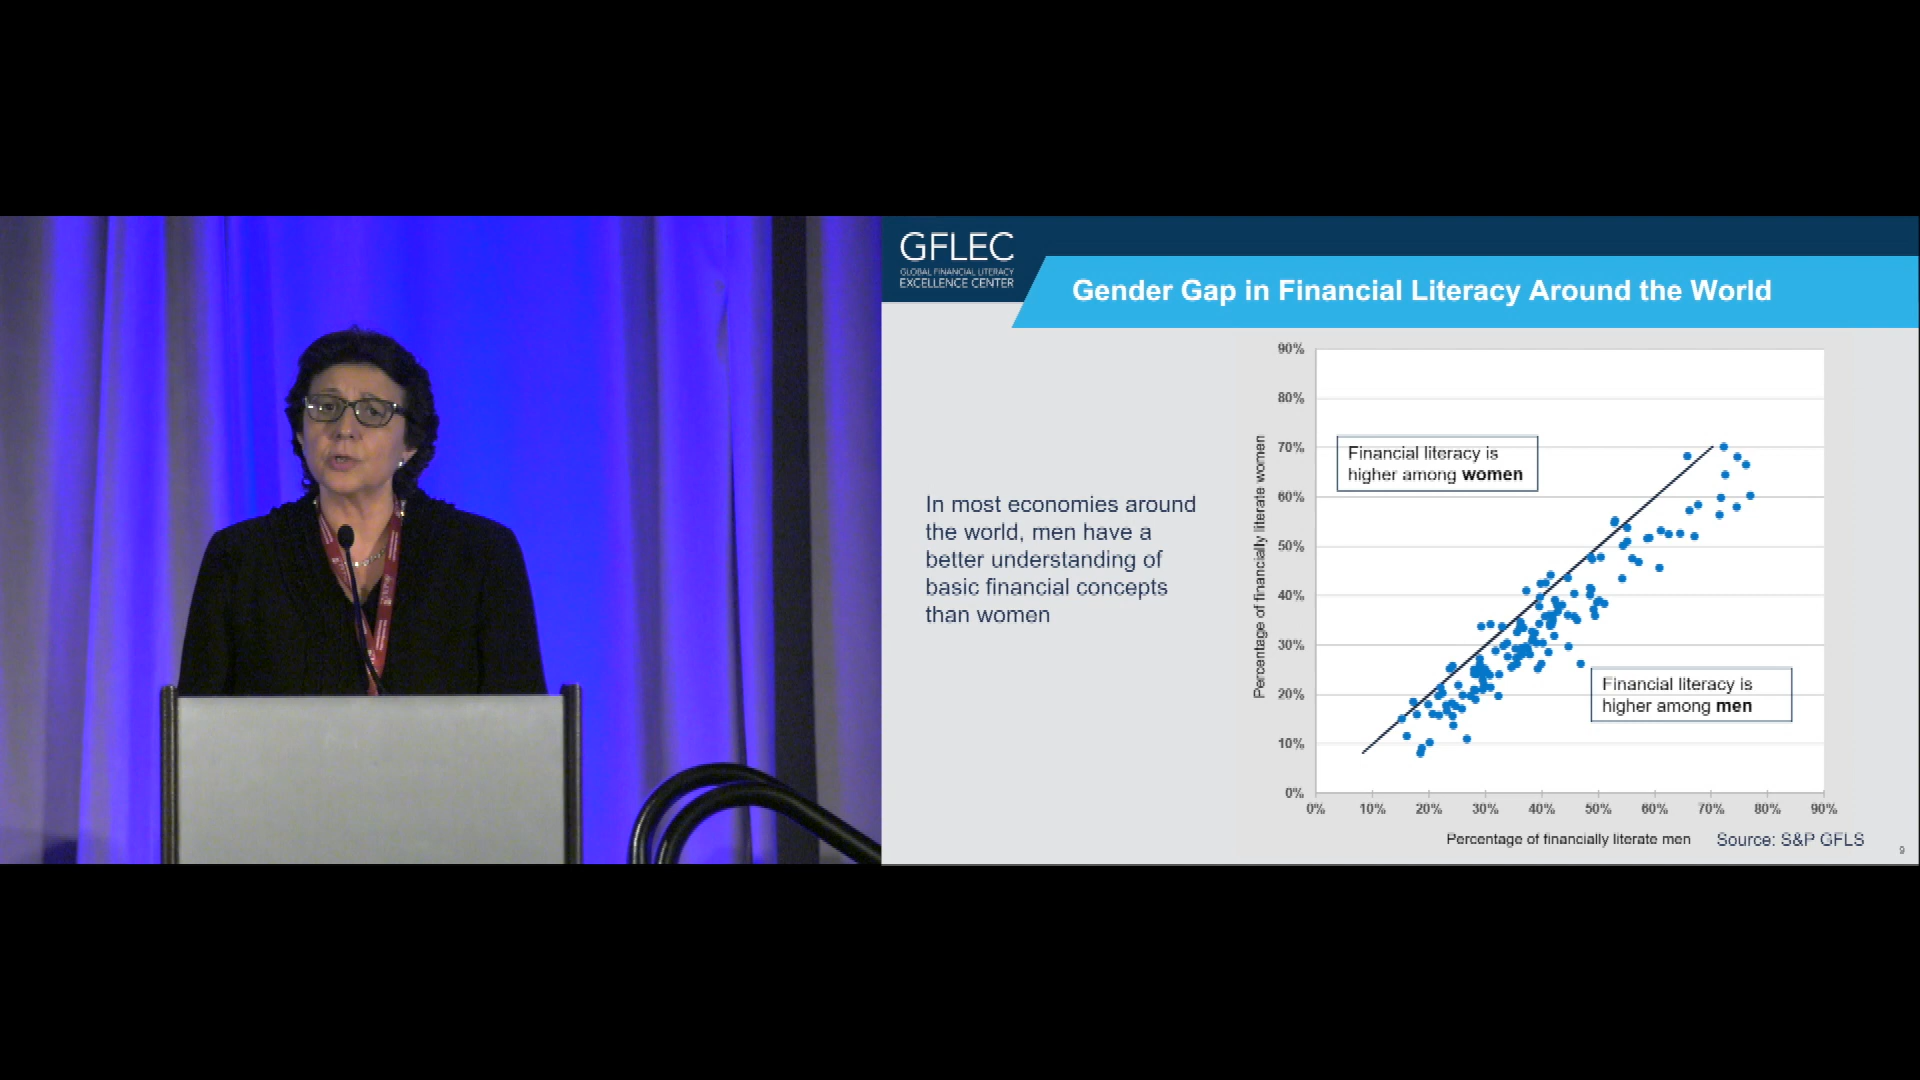 GFLEC
GLOBAL FINANCIAL LITERACY
EXCELLENCE CENTER
Gender Gap in Financial Literacy Around the World
In most economies around
the world, men have a
better understanding of
basic financial concepts
than women
Percentage of financially literate women
90%
80%
70%
60%
50%
40%
30%
20%
10%
0%
Financial literacy is
higher among women
Financial literacy is
higher among men
0% 10% 20% 30% 40% 50% 60% 70% 80% 90%
Percentage of financially literate men
Source: S&P GFLS
9